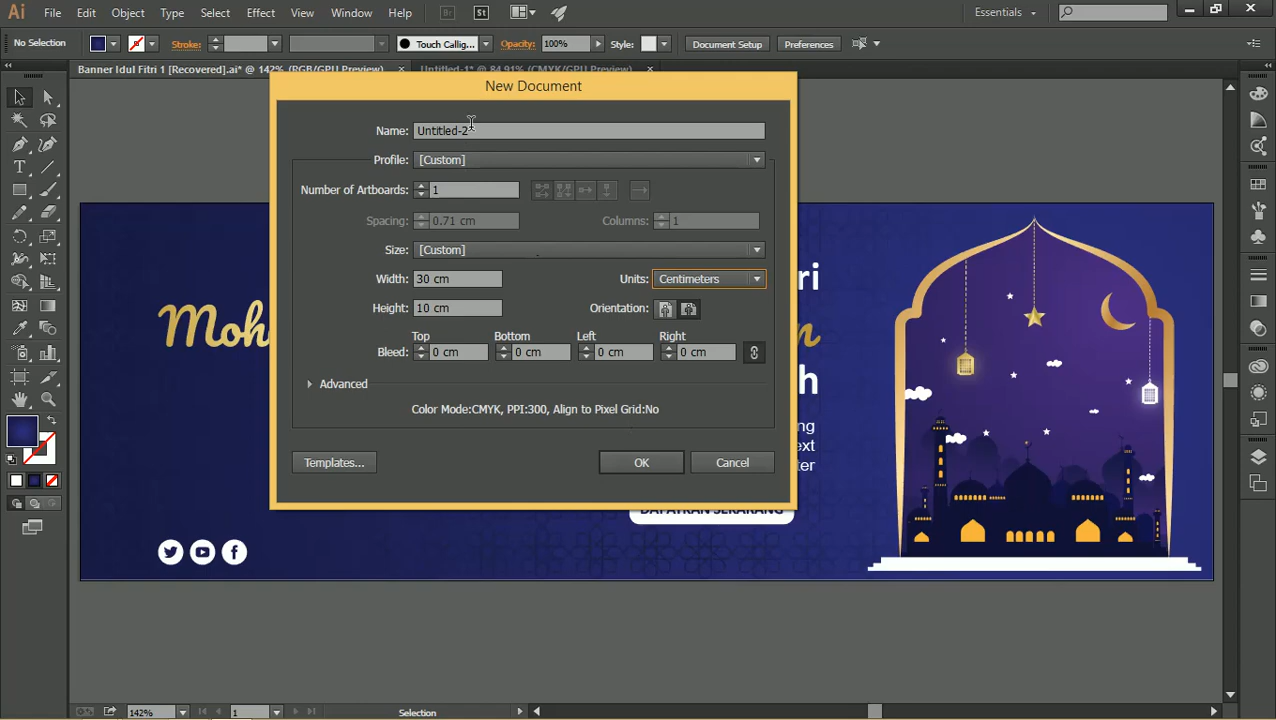 Ai File Edit Object Type Select Effect View Window Help Br St Essentials
No Selection Stroke: Touch Callig... Opacity: 100% Style: Document Setup Preferences
Banner Idul Fitri 1 [Recovered].ai* @ 142% (RGB/GPU Preview) Untitled-1* @ 84.91% (CMYK/GPU Preview)
New Document
Name: Untitled-2
Profile: [Custom]
Number of Artboards: 1
Spacing: 0.71 cm Columns: 1
Size: [Custom]
Width: 30 cm Units: Centimeters
Height: 10 cm Orientation:
Top Bottom Left Right
Bleed: 0 cm 0 cm 0 cm 0 cm
Advanced
Color Mode:CMYK, PPI:300, Align to Pixel Grid:No
Templates... OK Cancel
Moh
ri
h
ng
ext
ter
DAPATKAN SEKARANG
142% 1 Selection